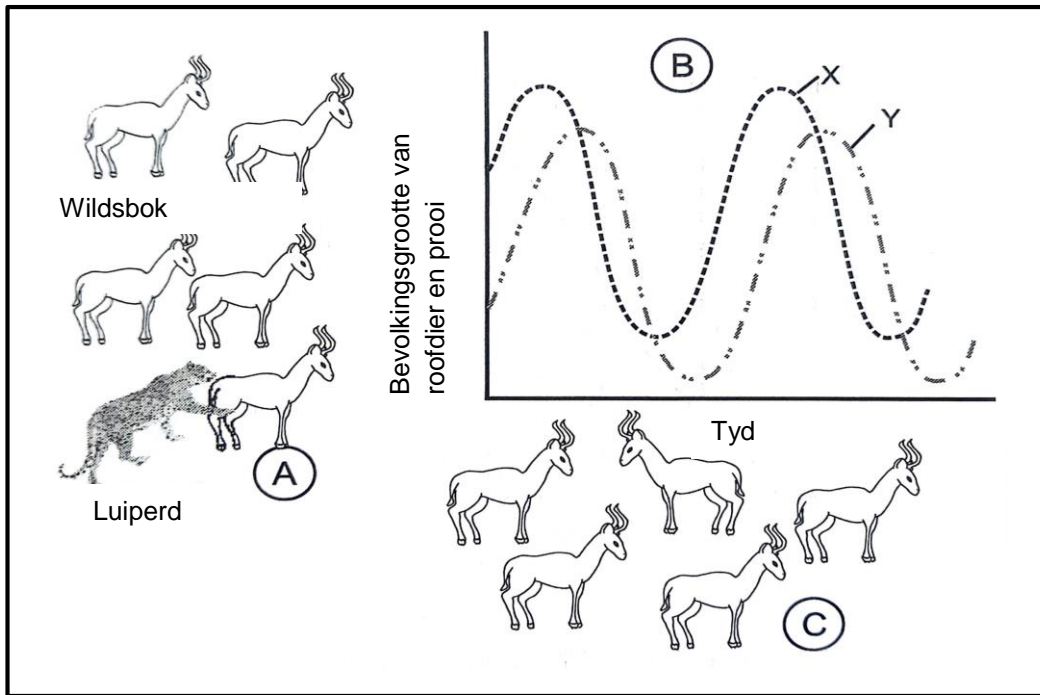 B
X
Y
Wildsbok
Bevolkingsgrootte van
roofdier en prooi
A
Luiperd
Tyd
C